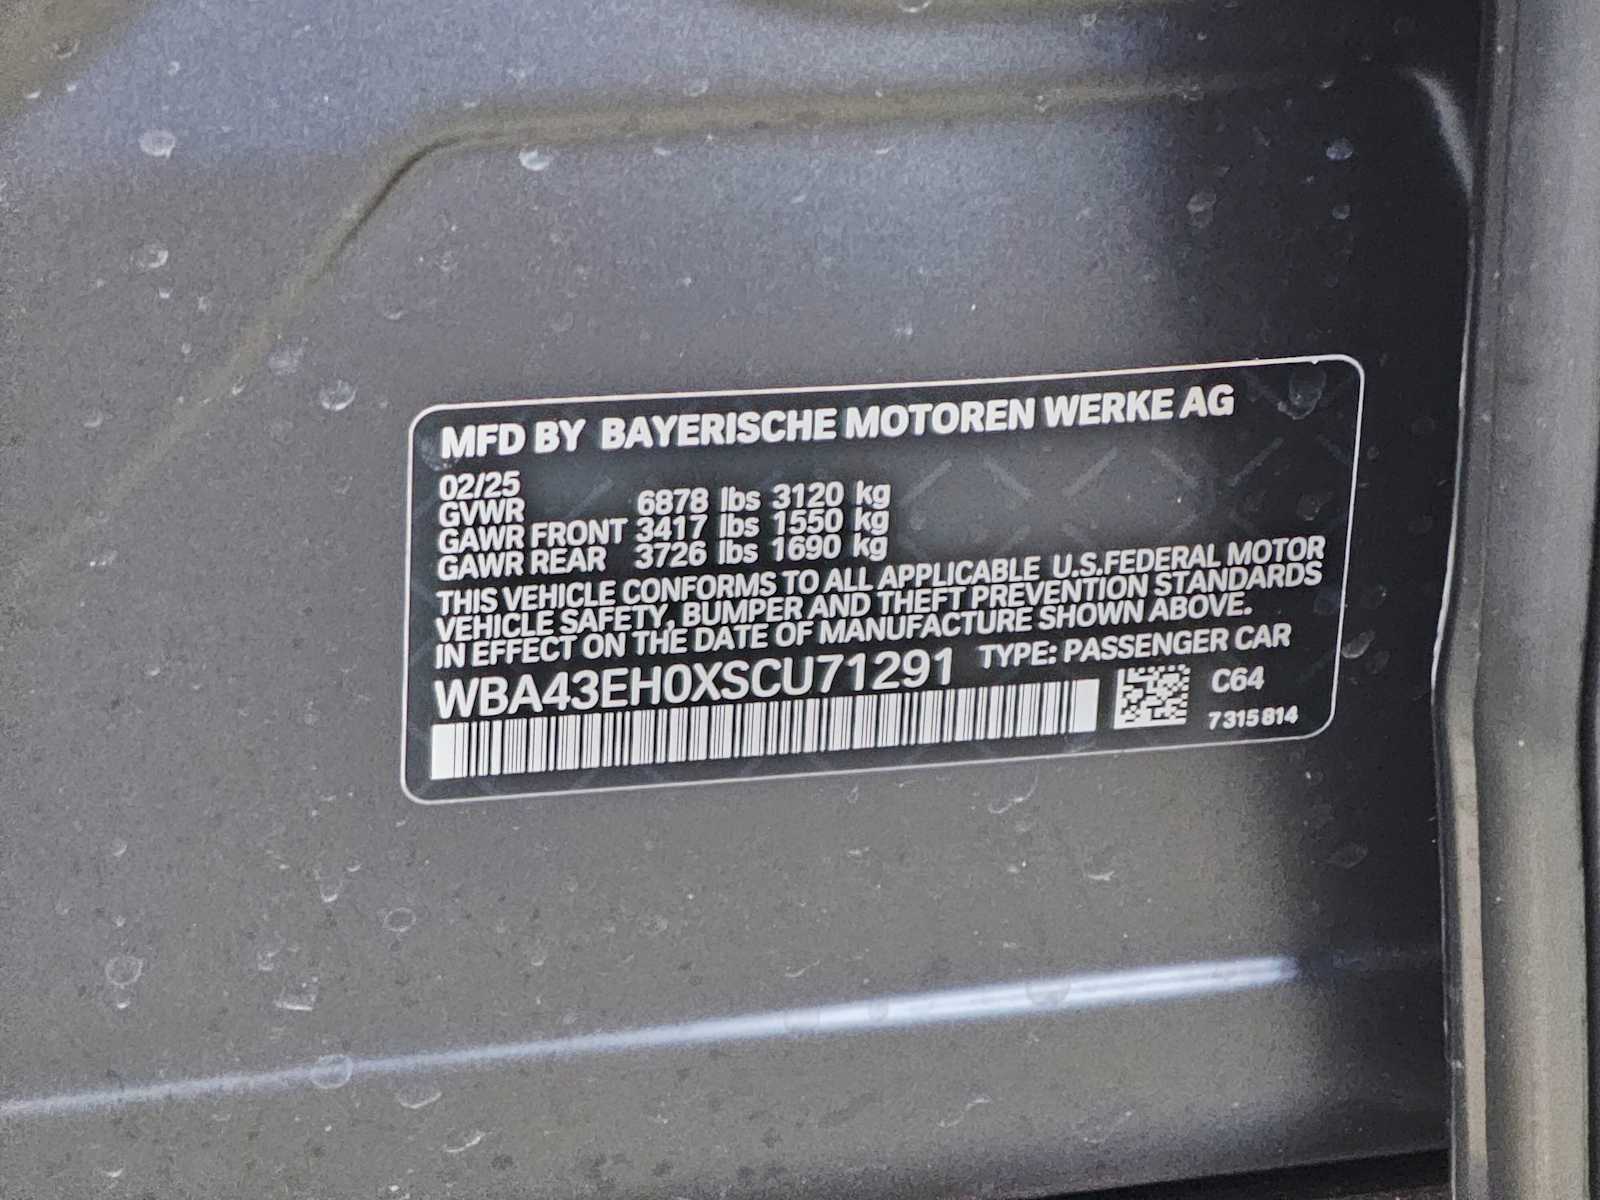 MFD BY BAYERISCHE MOTOREN WERKE AG
02/25
GVWR 6878 lbs 3120 kg
GAWR FRONT 3417 lbs 1550 kg
GAWR REAR 3726 lbs 1690 kg
THIS VEHICLE CONFORMS TO ALL APPLICABLE U.S.FEDERAL MOTOR
VEHICLE SAFETY, BUMPER AND THEFT PREVENTION STANDARDS
IN EFFECT ON THE DATE OF MANUFACTURE SHOWN ABOVE.
WBA43EH0XSCU71291 TYPE: PASSENGER CAR
C64
7315814